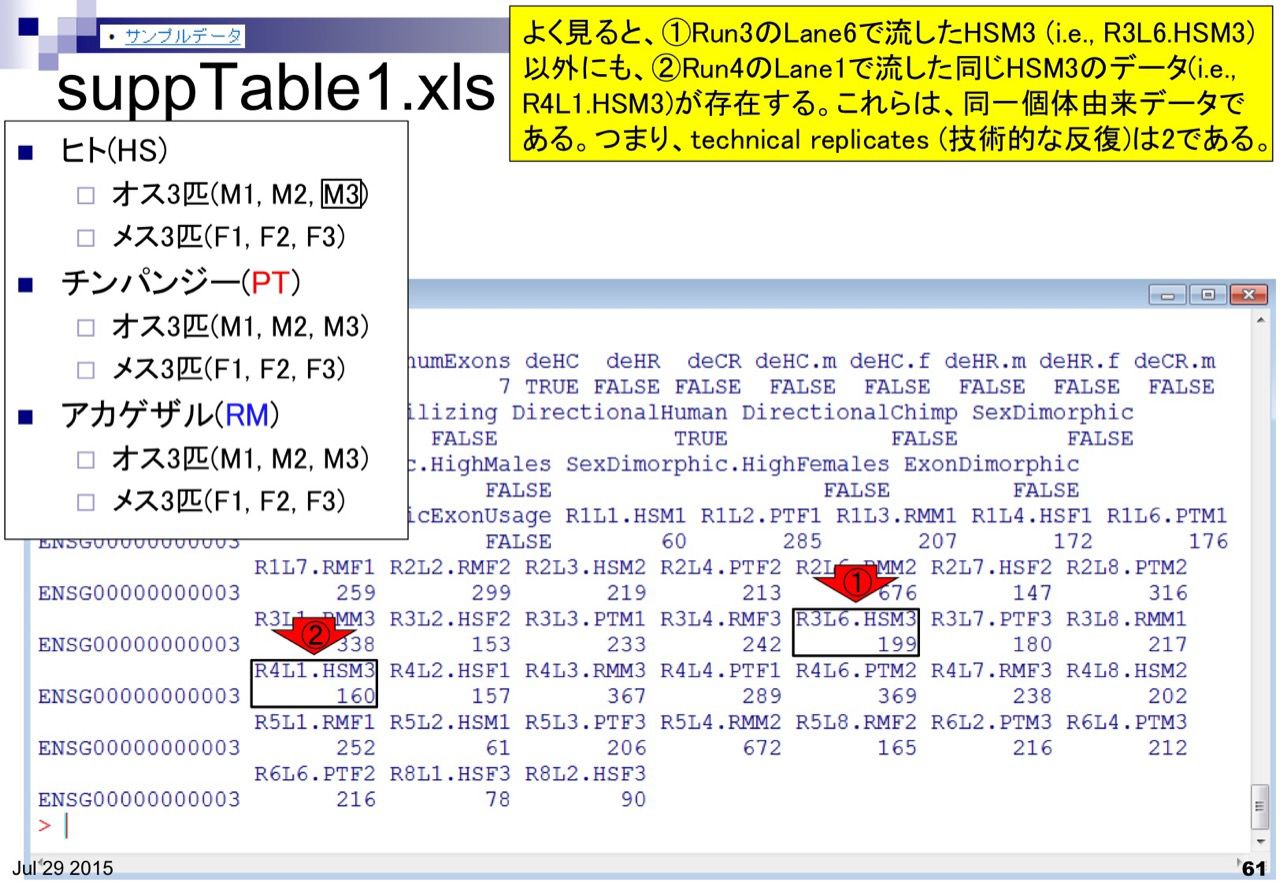 • サンプルデータ
suppTable1.xls
よく見ると、①Run3のLane6で流したHSM3 (i.e., R3L6.HSM3)
以外にも、②Run4のLane1で流した同じHSM3のデータ(i.e.,
R4L1.HSM3)が存在する。これらは、同一個体由来データで
ある。つまり、technical replicates (技術的な反復)は2である。
■ ヒト(HS)
□ オス3匹(M1, M2, M3)
□ メス3匹(F1, F2, F3)
■ チンパンジー(PT)
□ オス3匹(M1, M2, M3)
□ メス3匹(F1, F2, F3)
■ アカゲザル(RM)
□ オス3匹(M1, M2, M3)
□ メス3匹(F1, F2, F3)
numExons deHC deHR deCR deHC.m deHC.f deHR.m deHR.f deCR.m
7 TRUE FALSE FALSE FALSE FALSE FALSE FALSE FALSE
ilizing DirectionalHuman DirectionalChimp SexDimorphic
FALSE TRUE FALSE FALSE
c.HighMales SexDimorphic.HighFemales ExonDimorphic
FALSE FALSE FALSE
icExonUsage R1L1.HSM1 R1L2.PTF1 R1L3.RMM1 R1L4.HSF1 R1L6.PTM1
ENSG00000000003 FALSE 60 285 207 172 176
R1L7.RMF1 R2L2.RMF2 R2L3.HSM2 R2L4.PTF2 R2L6.RMM2 R2L7.HSF2 R2L8.PTM2
ENSG00000000003 259 299 219 213 676 147 316
R3L1.RMM3 R3L2.HSF2 R3L3.PTM1 R3L4.RMF3 R3L6.HSM3 R3L7.PTF3 R3L8.RMM1
ENSG00000000003 338 153 233 242 199 180 217
R4L1.HSM3 R4L2.HSF1 R4L3.RMM3 R4L4.PTF1 R4L6.PTM2 R4L7.RMF3 R4L8.HSM2
ENSG00000000003 160 157 367 289 369 238 202
R5L1.RMF1 R5L2.HSM1 R5L3.PTF3 R5L4.RMM2 R5L8.RMF2 R6L2.PTM3 R6L4.PTM3
ENSG00000000003 252 61 206 672 165 216 212
R6L6.PTF2 R8L1.HSF3 R8L2.HSF3
ENSG00000000003 216 78 90
>
①
②
Jul 29 2015
61